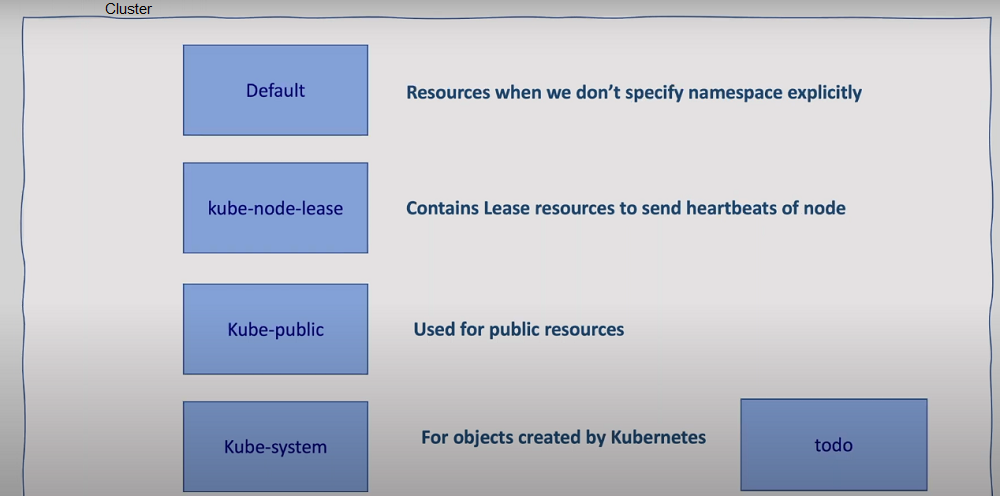 Cluster
Default
Resources when we don’t specify namespace explicitly
kube-node-lease
Contains Lease resources to send heartbeats of node
Kube-public
Used for public resources
Kube-system
For objects created by Kubernetes
todo